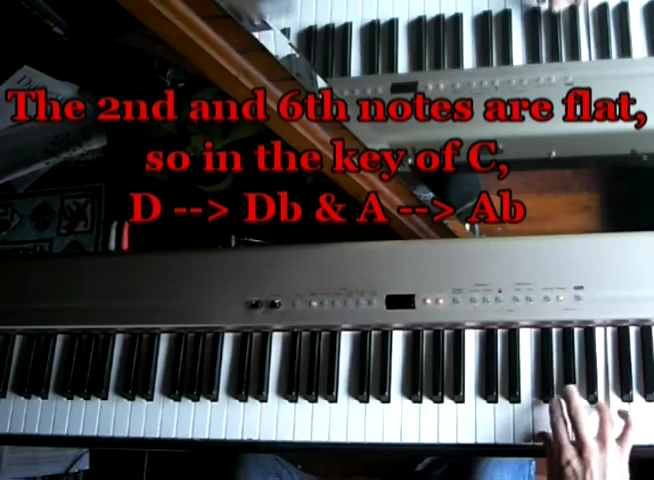 The 2nd and 6th notes are flat,
so in the key of C,
D --> Db & A --> Ab